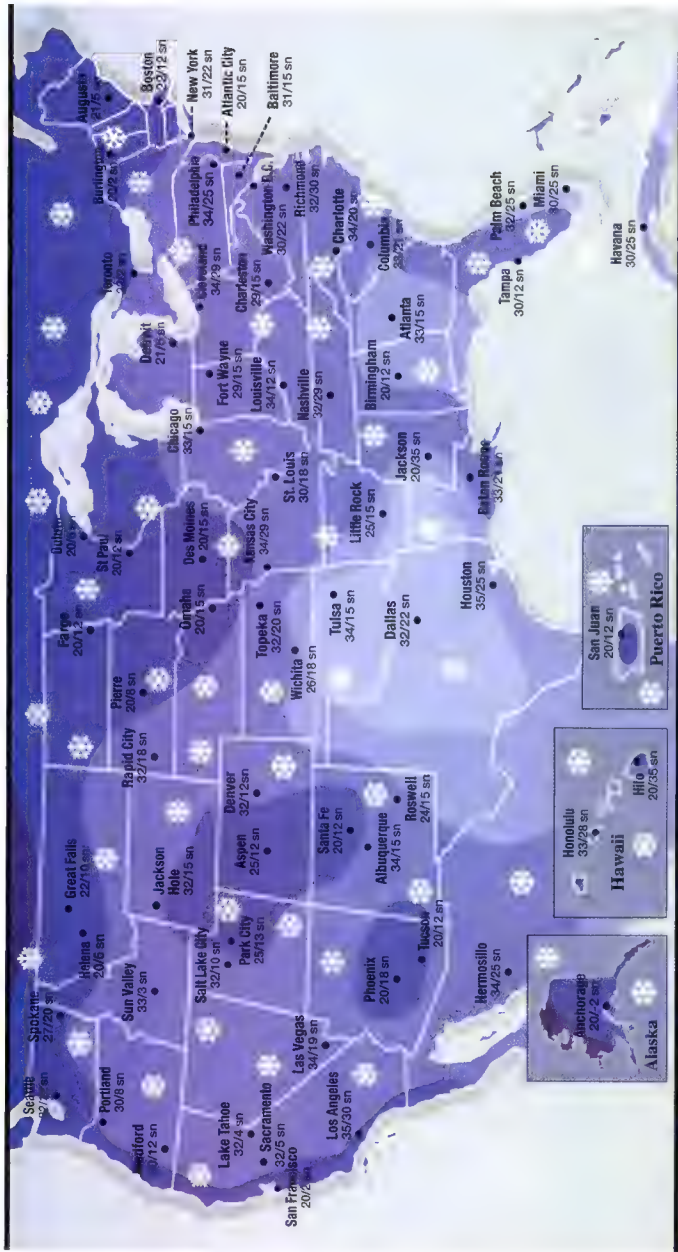 Seattle
Spokane
27/20 sn
Portland
30/8 sn
Lake Tahoe
32/4 sn
Sacramento
32/5 sn
San Francisco
Los Angeles
35/30 sn
Las Vegas
34/19 sn
Sun Valley
33/3 sn
Helena
20/6 sn
Great Falls
22/10 sn
Jackson
Hole
32/15 sn
Salt Lake City
32/10 sn
Park City
25/13 sn
Phoenix
20/18 sn
Tucson
20/12 sn
Hermosillo
34/25 sn
Aspen
25/12 sn
Denver
32/12sn
Santa Fe
20/12 sn
Albuquerque
34/15 sn
Roswell
24/15 sn
Rapid City
32/18 sn
Pierre
20/8 sn
Fargo
20/12 sn
Omaha
20/15 sn
Topeka
32/20 sn
Wichita
26/18 sn
Tulsa
34/15 sn
Dallas
32/22 sn
Houston
35/25 sn
St Paul
20/12 sn
Des Moines
20/15 sn
Kansas City
34/29 sn
St. Louis
30/18 sn
Little Rock
25/15 sn
Jackson
20/35 sn
Baton Rouge
Chicago
33/15 sn
Detroit
21/6 sn
Fort Wayne
29/15 sn
Louisville
34/12 sn
Nashville
32/29 sn
Birmingham
20/12 sn
Atlanta
33/15 sn
Toronto
Cleveland
34/29 sn
Charleston
29/15 sn
Charlotte
34/20 sn
Columbia
Burlington
20/2 sn
Augusta
Boston
22/12 sn
New York
31/22 sn
Atlantic City
20/15 sn
Baltimore
31/15 sn
Philadelphia
34/25 sn
Washington D.C.
30/22 sn
Richmond
32/30 sn
Tampa
30/12 sn
Palm Beach
32/25 sn
Miami
30/25 sn
Havana
30/25 sn
Anchorage
20/-2 sn
Alaska
Honolulu
33/28 sn
Hilo
20/35 sn
Hawaii
San Juan
20/12 sn
Puerto Rico